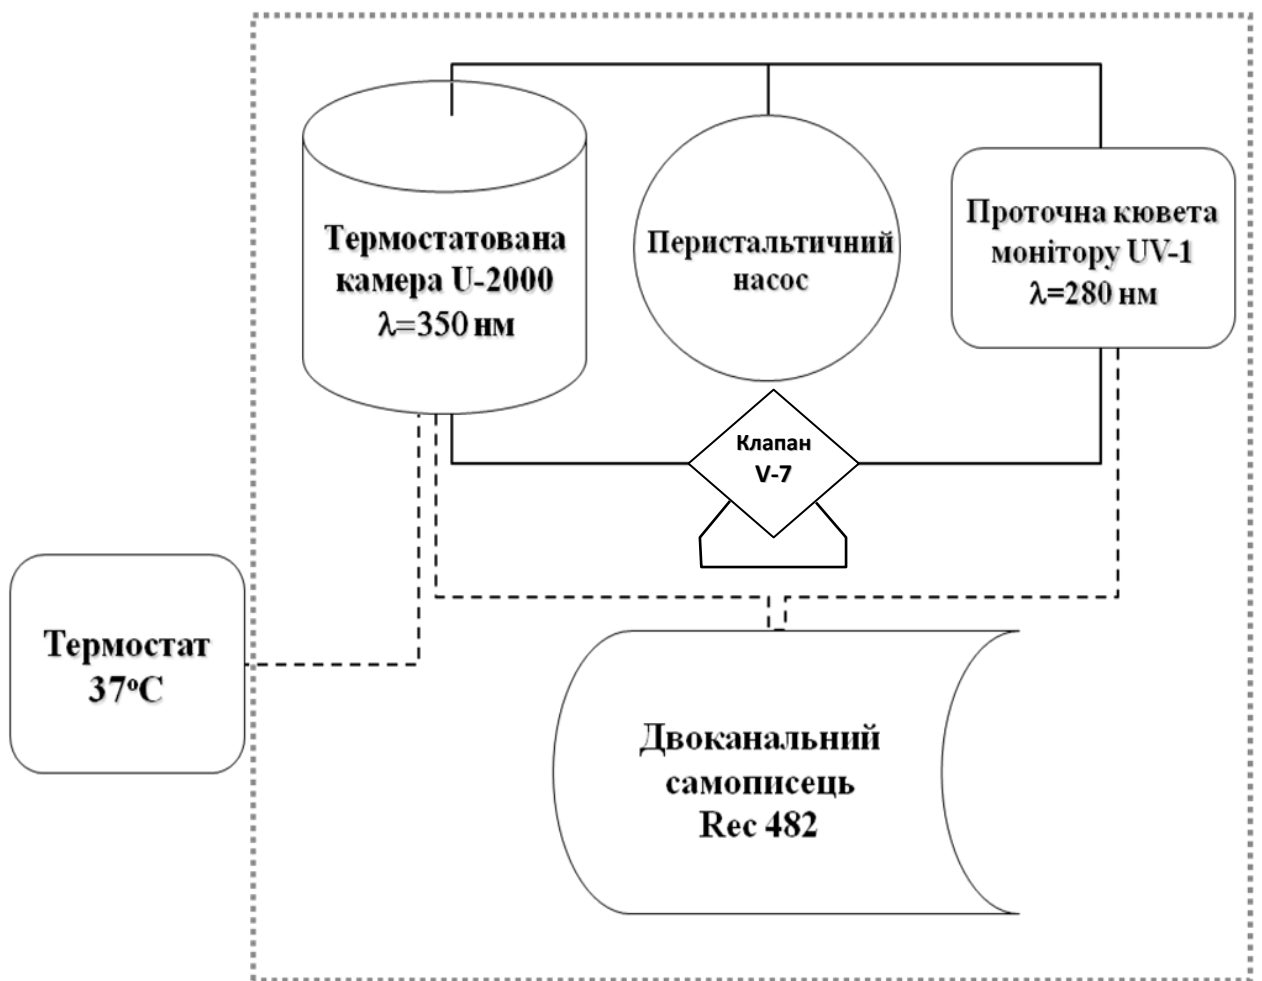 Термостатована
камера U-2000
λ=350 нм
Перистальтичний
насос
Проточна кювета
монітору UV-1
λ=280 нм
Клапан
V-7
Термостат
37ºC
Двоканальний
самописець
Rec 482